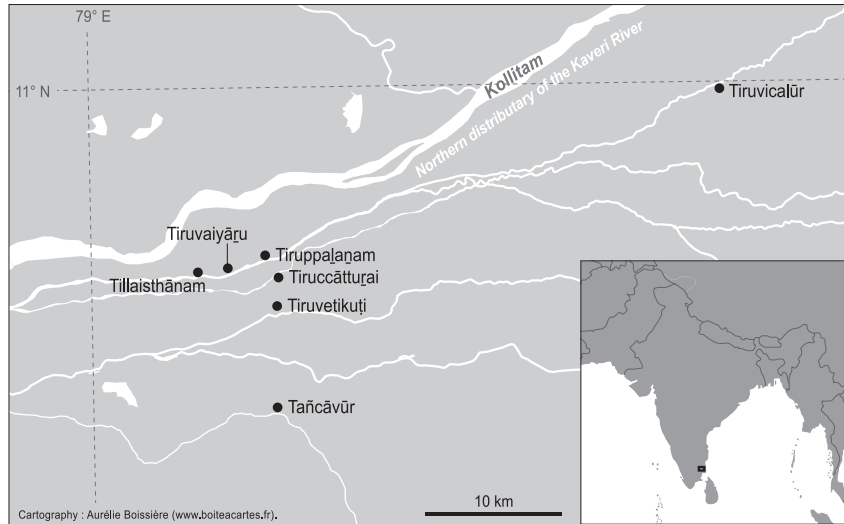 79° E
11° N
Koḷḷiṭam
Northern distributary of the Kaveri River
Tiruvicalūr
Tiruvaiyāṟu
Tiruppaḻaṉam
Tillaisthānam
Tiruccātturai
Tiruvetikuṭi
Tañcāvūr
10 km
Cartography : Aurélie Boissière (www.boiteacartes.fr).